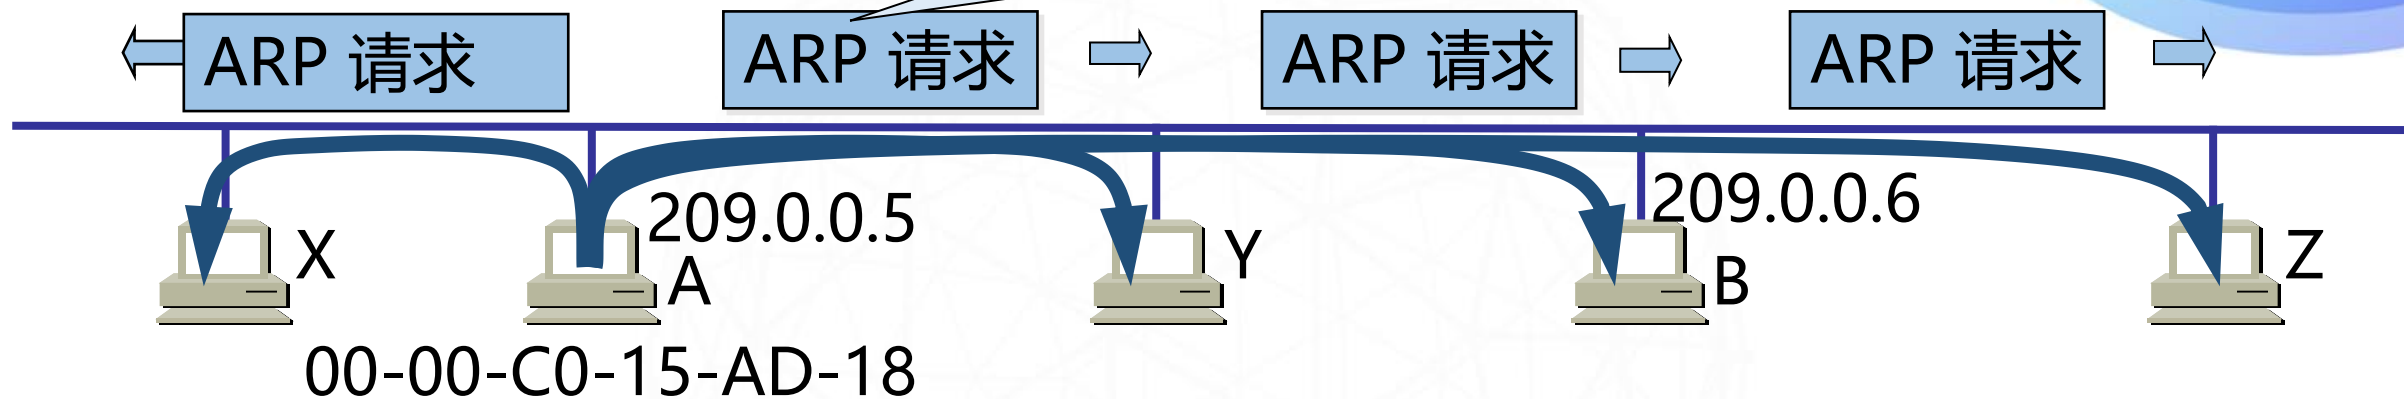 ARP 请求
ARP 请求
ARP 请求
ARP 请求
209.0.0.5
209.0.0.6
X
A
Y
B
Z
00-00-C0-15-AD-18